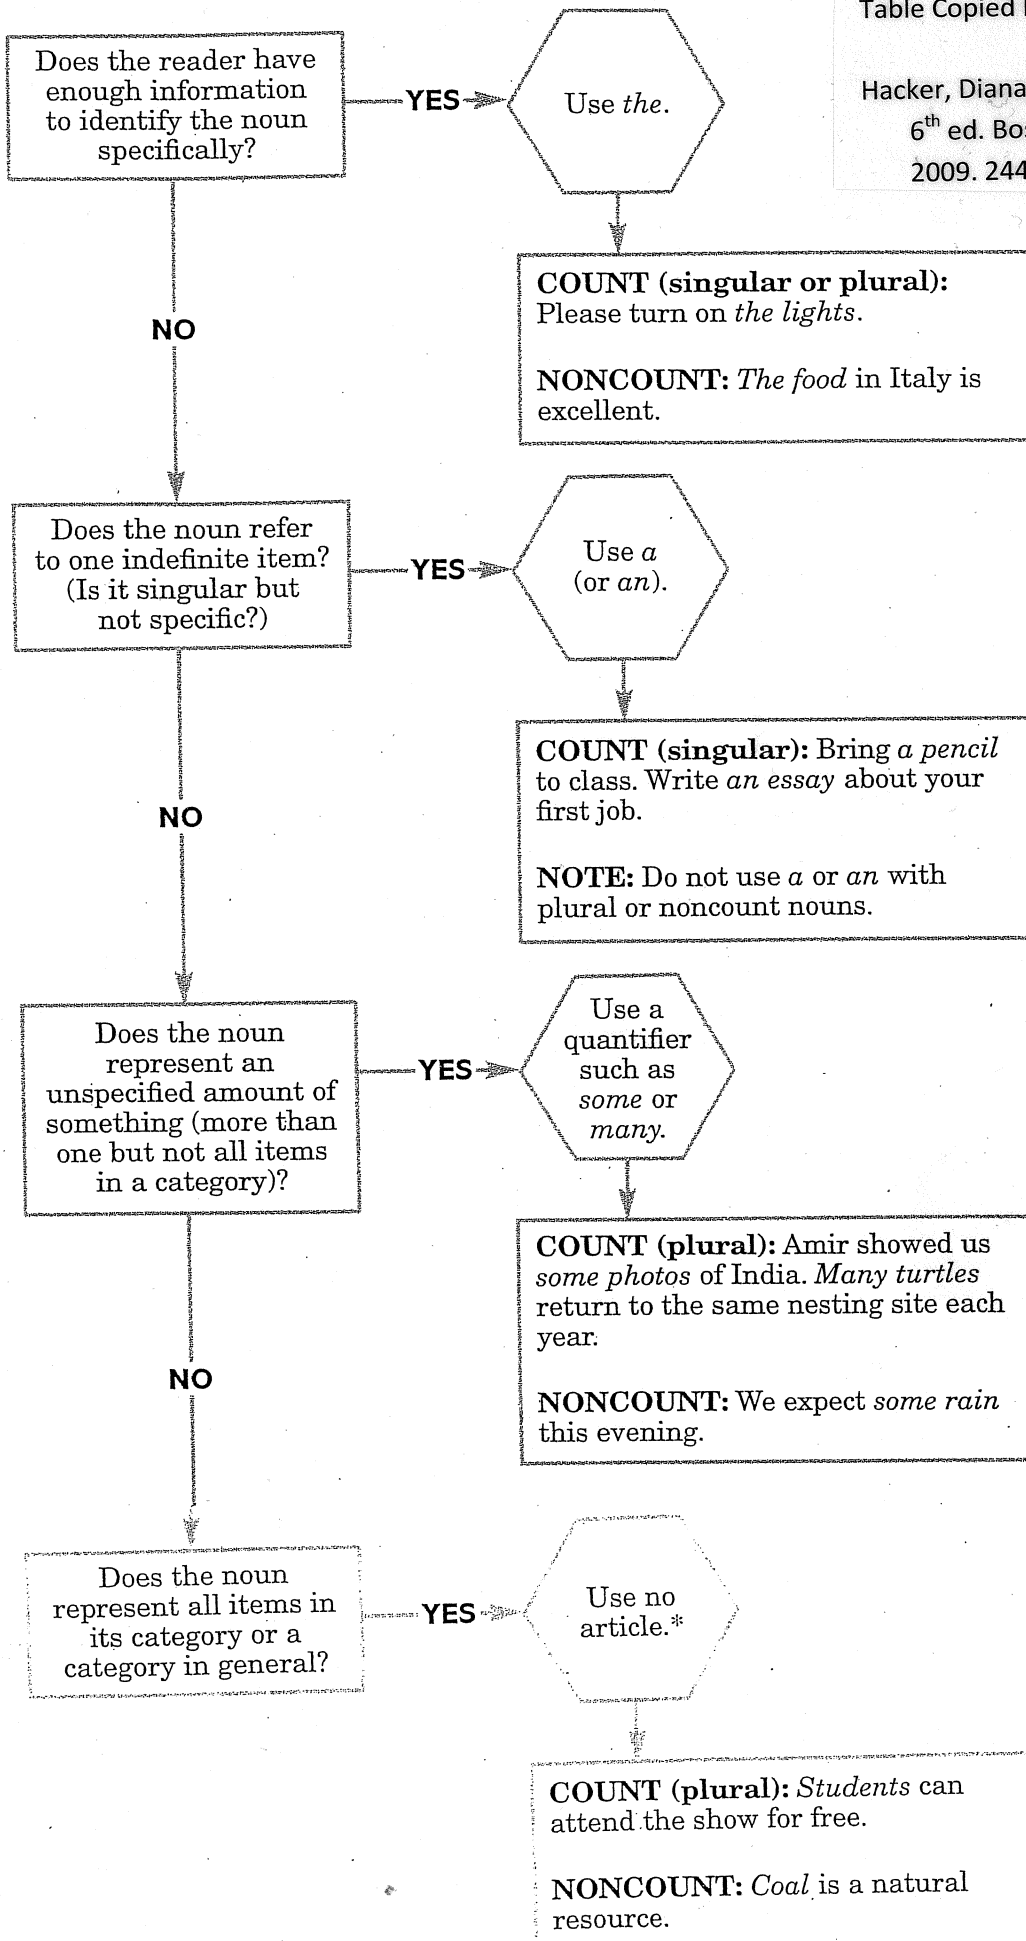 Table Copied
Hacker, Diana
6th ed. Bo
2009. 244
Does the reader have
enough information
to identify the noun
specifically?
YES
Use the.
COUNT (singular or plural):
Please turn on the lights.
NONCOUNT: The food in Italy is
excellent.
NO
Does the noun refer
to one indefinite item?
(Is it singular but
not specific?)
YES
Use a
(or an).
COUNT (singular): Bring a pencil
to class. Write an essay about your
first job.
NOTE: Do not use a or an with
plural or noncount nouns.
NO
Does the noun
represent an
unspecified amount of
something (more than
one but not all items
in a category)?
YES
Use a
quantifier
such as
some or
many.
COUNT (plural): Amir showed us
some photos of India. Many turtles
return to the same nesting site each
year.
NONCOUNT: We expect some rain
this evening.
NO
Does the noun
represent all items in
its category or a
category in general?
YES
Use no
article.*
COUNT (plural): Students can
attend the show for free.
NONCOUNT: Coal is a natural
resource.